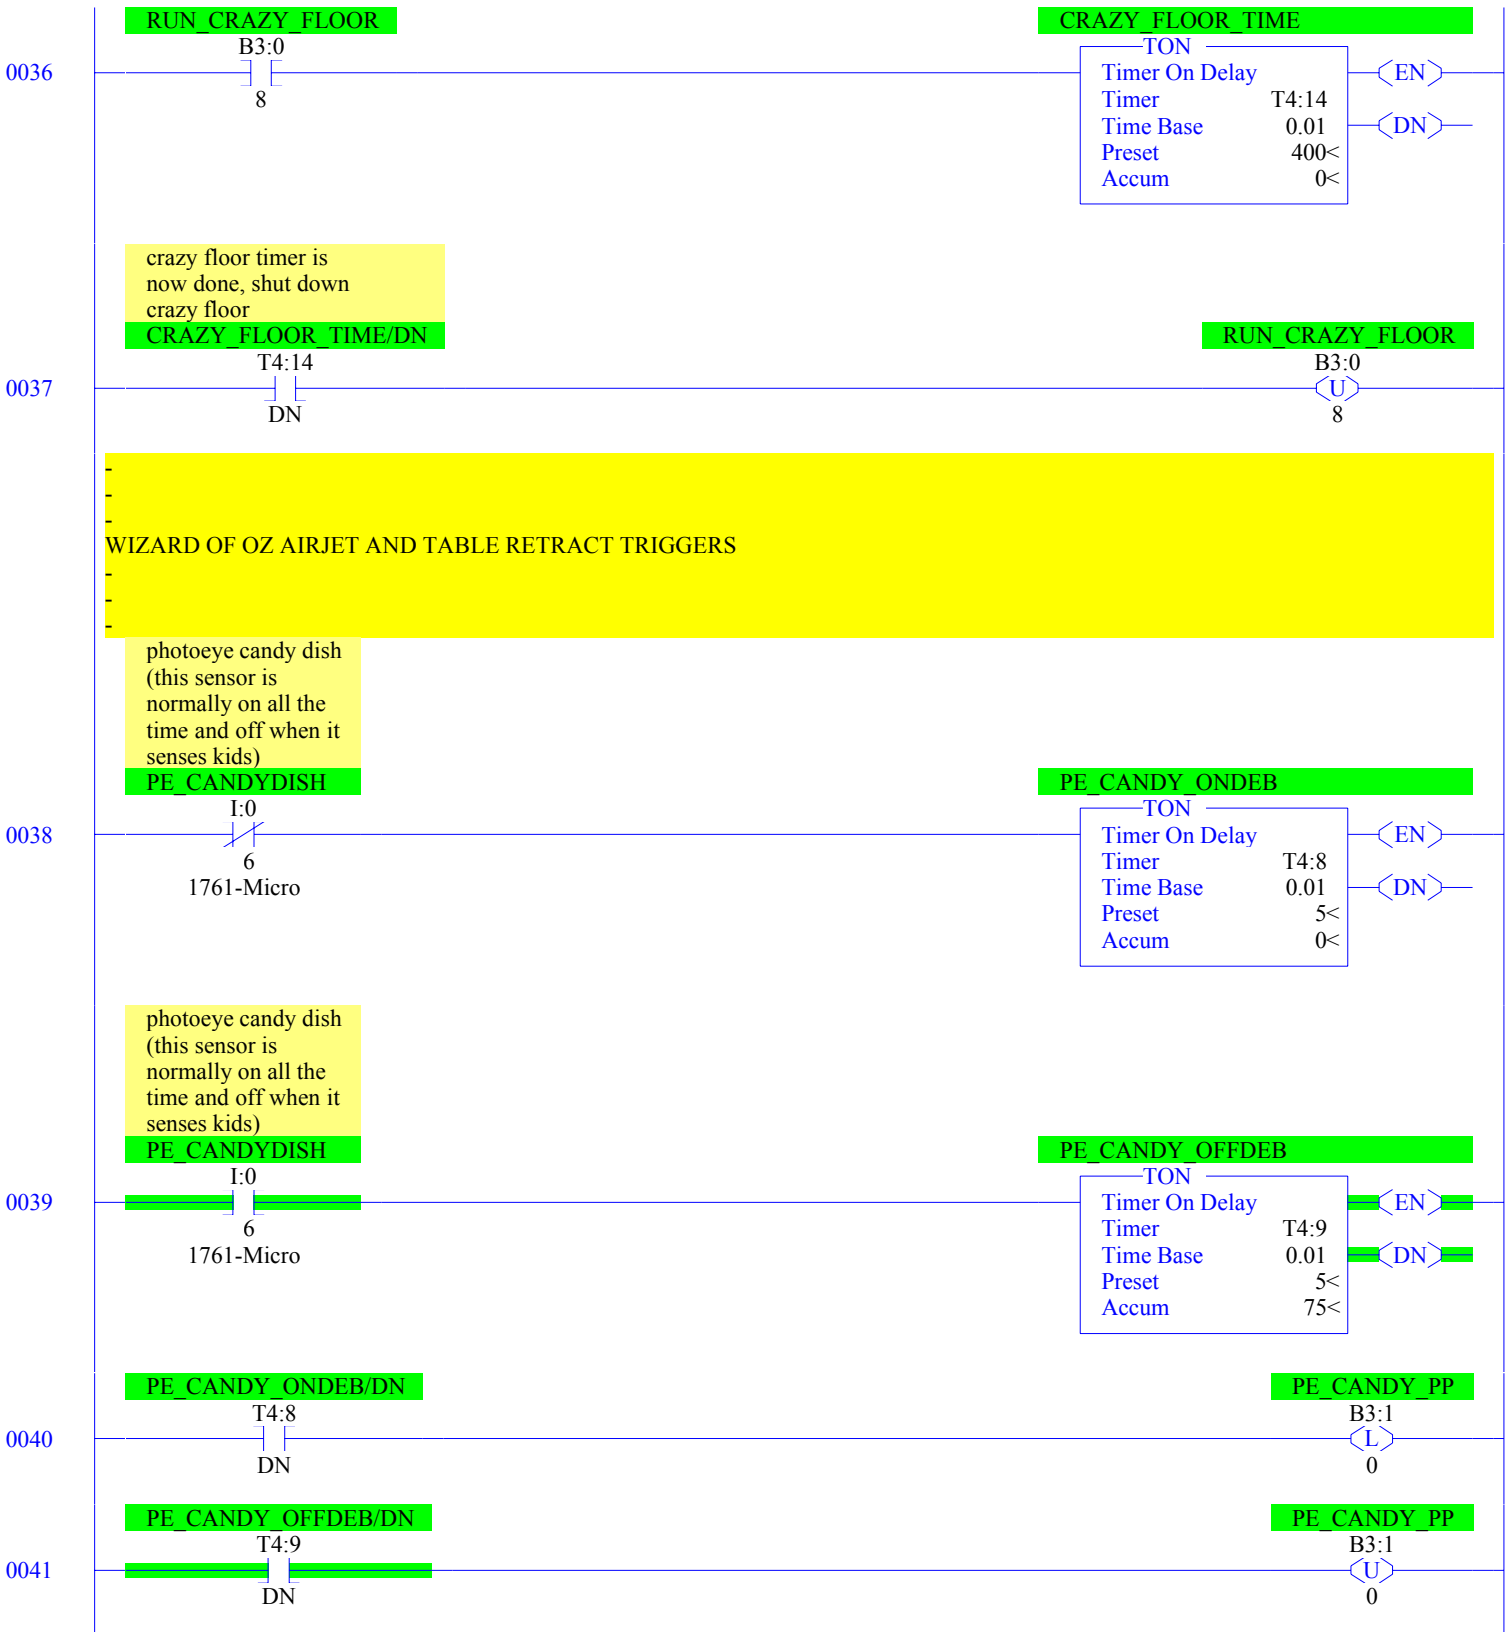 RUN_CRAZY_FLOOR CRAZY_FLOOR_TIME
B3:0 TON
0036 Timer On Delay EN
8 Timer T4:14
Time Base 0.01 DN
Preset 400<
Accum 0<
crazy floor timer is
now done, shut down
crazy floor
CRAZY_FLOOR_TIME/DN RUN_CRAZY_FLOOR
T4:14 B3:0
0037 U
DN 8
-
-
-
WIZARD OF OZ AIRJET AND TABLE RETRACT TRIGGERS
-
-
-
photoeye candy dish
(this sensor is
normally on all the
time and off when it
senses kids)
PE_CANDYDISH PE_CANDY_ONDEB
I:0 TON
0038 Timer On Delay EN
6 Timer T4:8
1761-Micro Time Base 0.01 DN
Preset 5<
Accum 0<
photoeye candy dish
(this sensor is
normally on all the
time and off when it
senses kids)
PE_CANDYDISH PE_CANDY_OFFDEB
I:0 TON
0039 Timer On Delay EN
6 Timer T4:9
1761-Micro Time Base 0.01 DN
Preset 5<
Accum 75<
PE_CANDY_ONDEB/DN PE_CANDY_PP
T4:8 B3:1
0040 L
DN 0
PE_CANDY_OFFDEB/DN PE_CANDY_PP
T4:9 B3:1
0041 U
DN 0